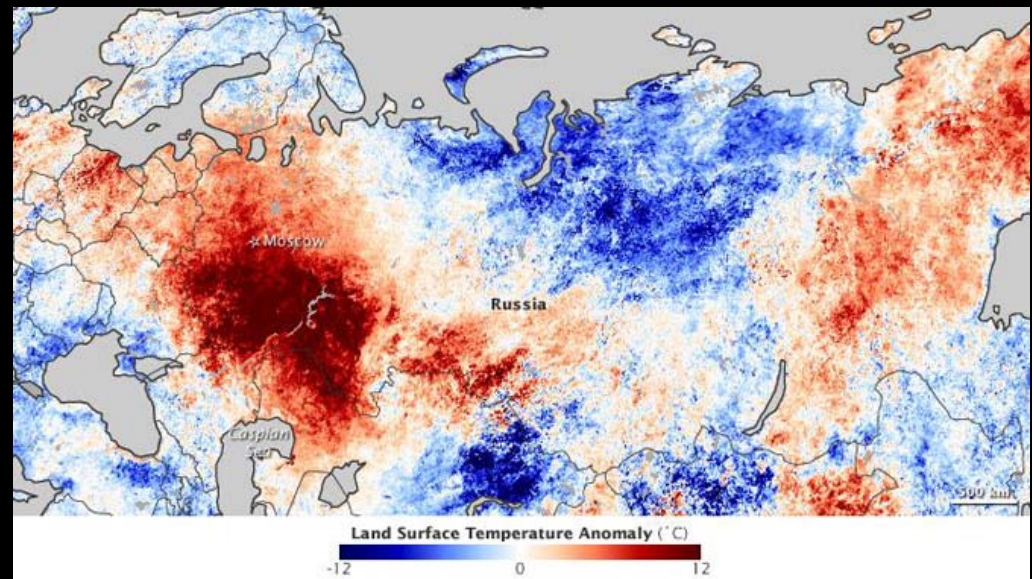 Moscow
Russia
Caspian
Sea
500 km
Land Surface Temperature Anomaly (˚C)
-12 0 12